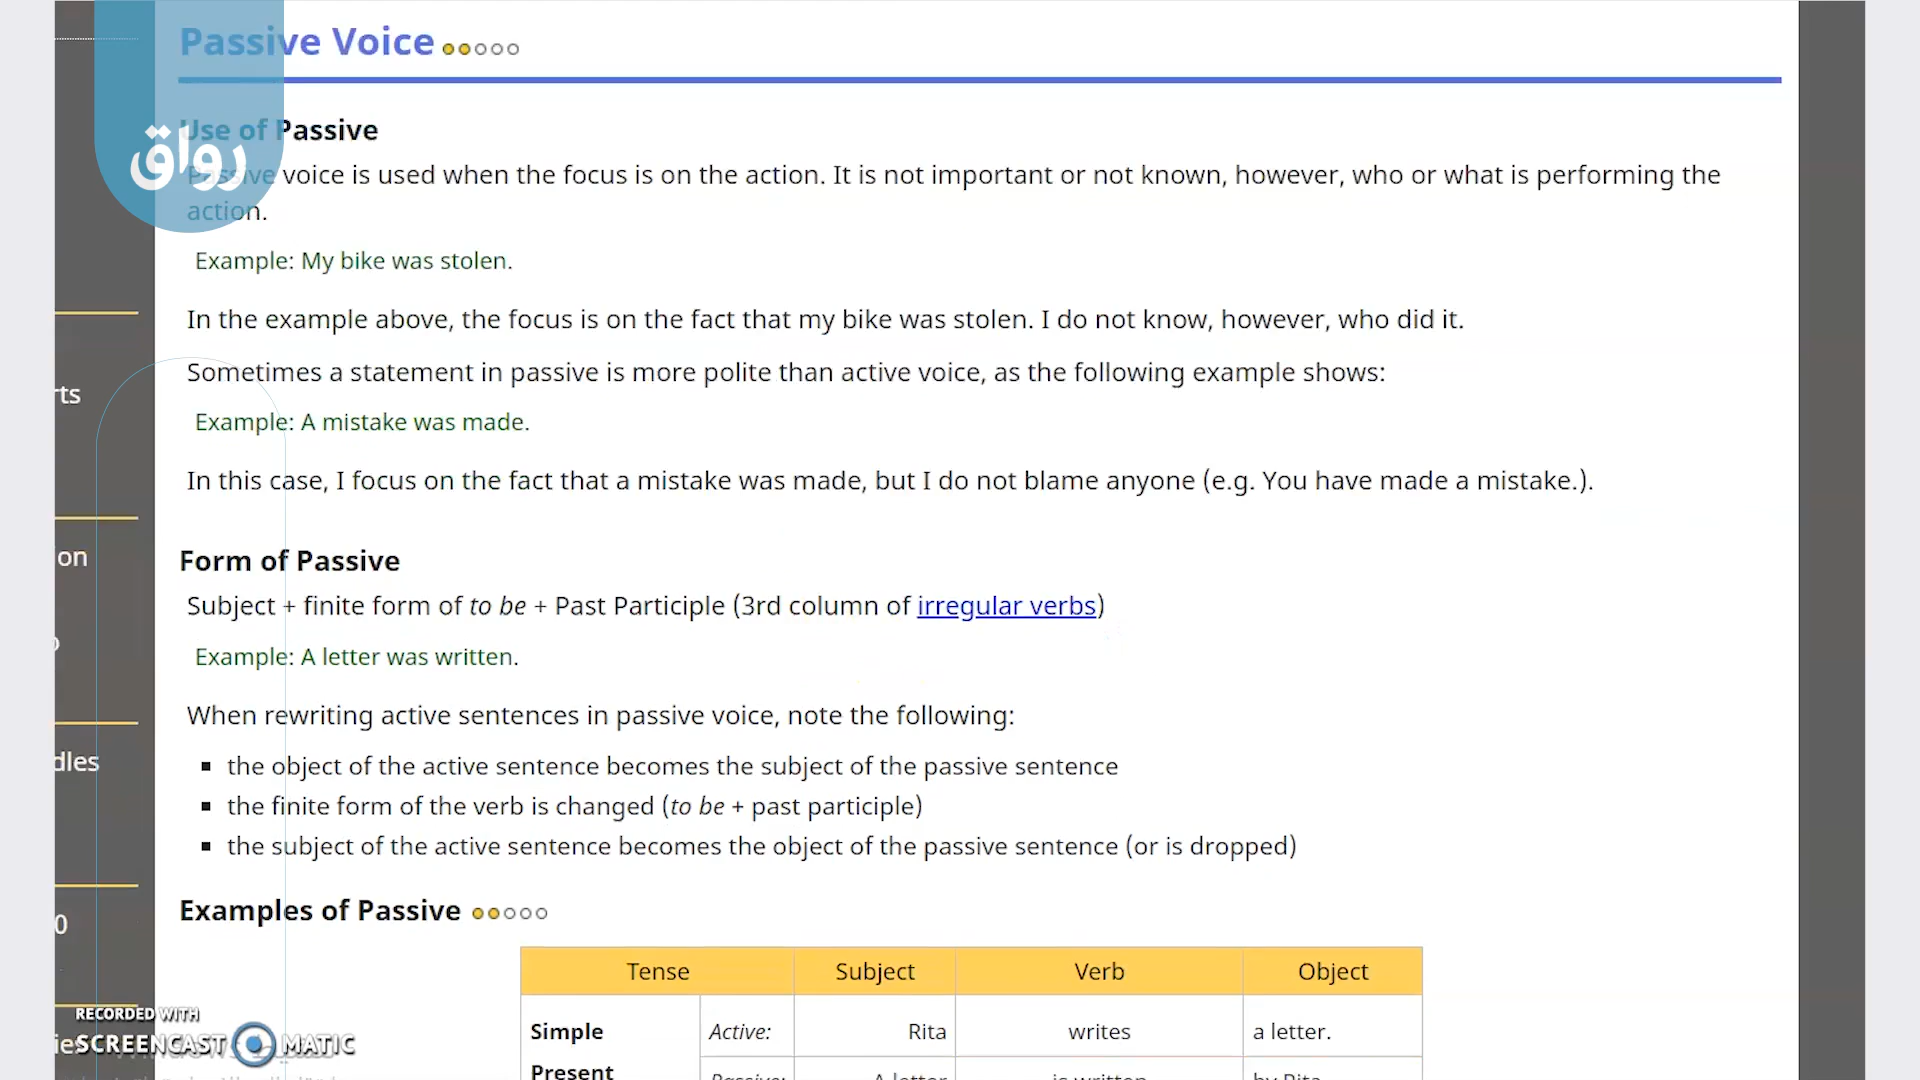 Passive Voice
رواق
Use of Passive
Passive voice is used when the focus is on the action. It is not important or not known, however, who or what is performing the
action.
Example: My bike was stolen.
In the example above, the focus is on the fact that my bike was stolen. I do not know, however, who did it.
Sometimes a statement in passive is more polite than active voice, as the following example shows:
rts
Example: A mistake was made.
In this case, I focus on the fact that a mistake was made, but I do not blame anyone (e.g. You have made a mistake.).
on
Form of Passive
Subject + finite form of to be + Past Participle (3rd column of irregular verbs)
Example: A letter was written.
When rewriting active sentences in passive voice, note the following:
dles
the object of the active sentence becomes the subject of the passive sentence
the finite form of the verb is changed (to be + past participle)
the subject of the active sentence becomes the object of the passive sentence (or is dropped)
0
Examples of Passive
Tense Subject Verb Object
Simple Present
Active: Rita writes a letter.
Passive: A letter is written by Rita.
RECORDED WITH
SCREENCAST MATIC